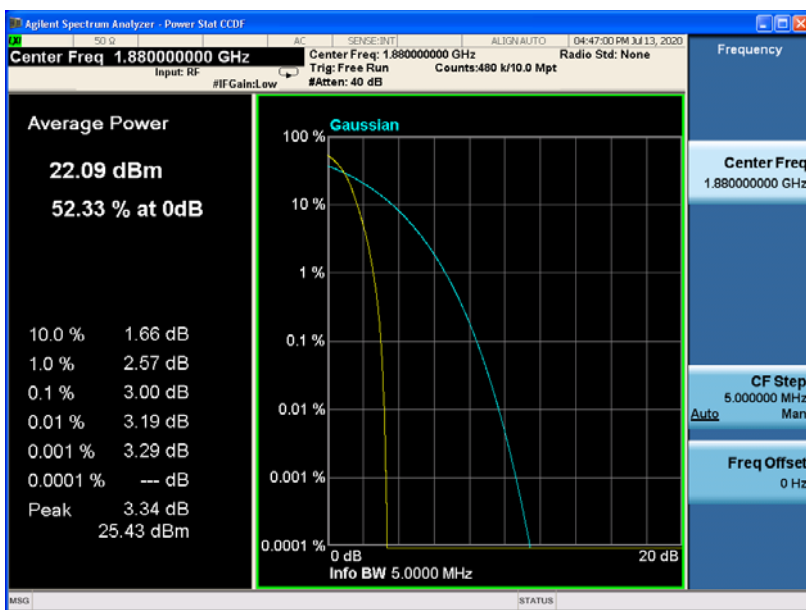 Agilent Spectrum Analyzer - Power Stat CCDF
50 Ω AC SENSE:INT ALIGN AUTO 04:47:00 PM Jul 13, 2020
Center Freq 1.880000000 GHz
Input: RF
#IFGain:Low
Center Freq: 1.880000000 GHz
Radio Std: None
Trig: Free Run Counts:480 k/10.0 Mpt
#Atten: 40 dB
Frequency
Average Power
22.09 dBm
52.33 % at 0dB
10.0 % 1.66 dB
1.0 % 2.57 dB
0.1 % 3.00 dB
0.01 % 3.19 dB
0.001 % 3.29 dB
0.0001 % --- dB
Peak 3.34 dB
25.43 dBm
Gaussian
100 %
10 %
1 %
0.1 %
0.01 %
0.001 %
0.0001 %
0 dB 20 dB
Info BW 5.0000 MHz
Center Freq
1.880000000 GHz
CF Step
5.000000 MHz
Auto Man
Freq Offset
0 Hz
MSG STATUS